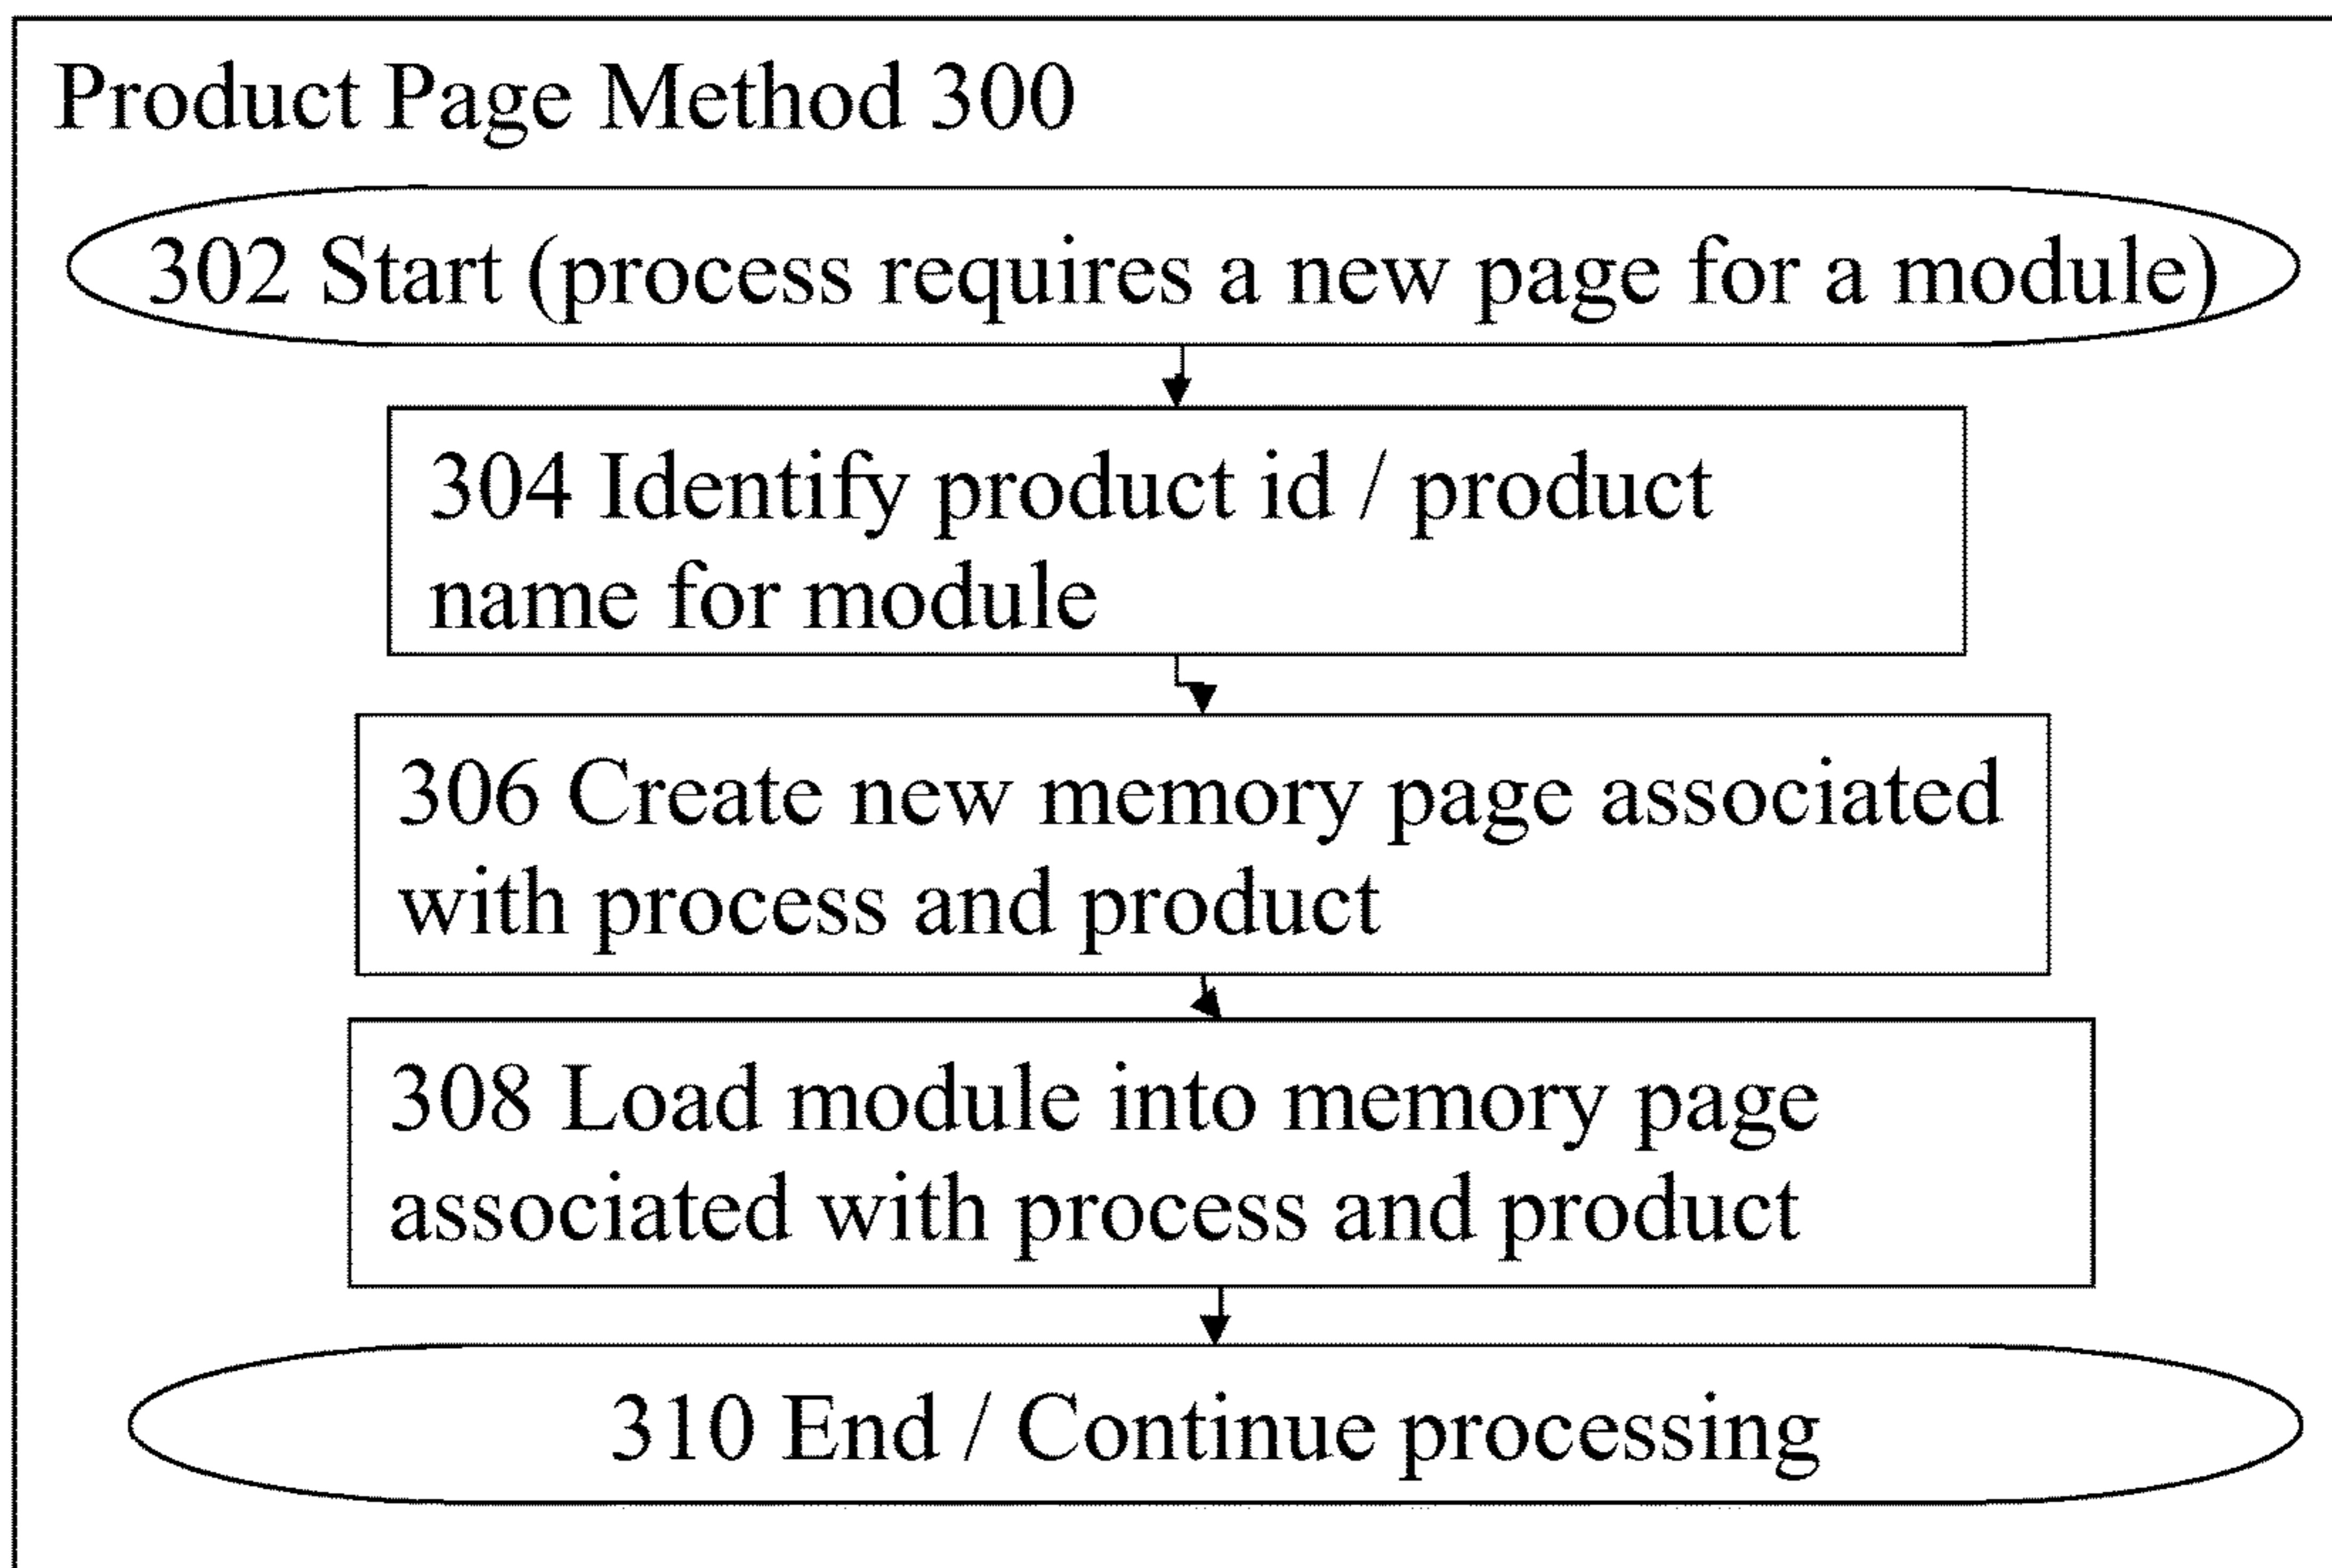 Product Page Method 300
302 Start (process requires a new page for a module)
304 Identify product id / product
name for module
306 Create new memory page associated
with process and product
308 Load module into memory page
associated with process and product
310 End / Continue processing